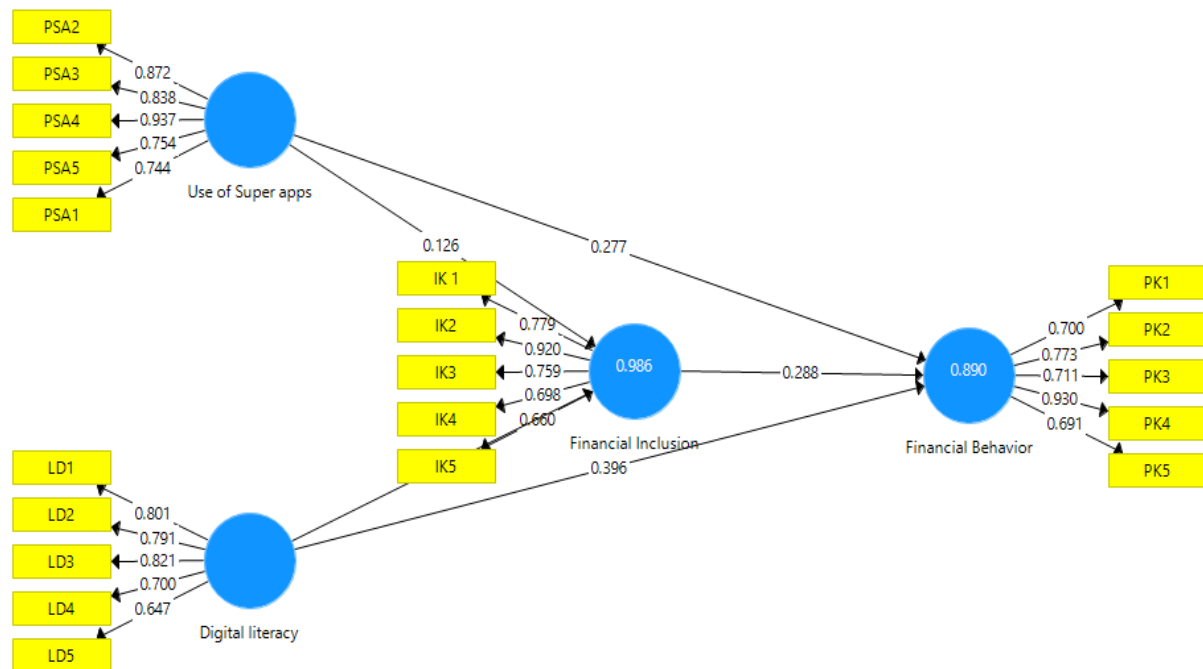 PSA2
PSA3
PSA4
PSA5
PSA1
0.872
0.838
0.937
0.754
0.744
Use of Super apps
0.126
0.277
IK 1
IK2
IK3
IK4
IK5
0.779
0.920
0.759
0.698
0.660
0.986
Financial Inclusion
0.288
0.396
0.890
Financial Behavior
0.700
0.773
0.711
0.930
0.691
PK1
PK2
PK3
PK4
PK5
LD1
LD2
LD3
LD4
LD5
0.801
0.791
0.821
0.700
0.647
Digital literacy